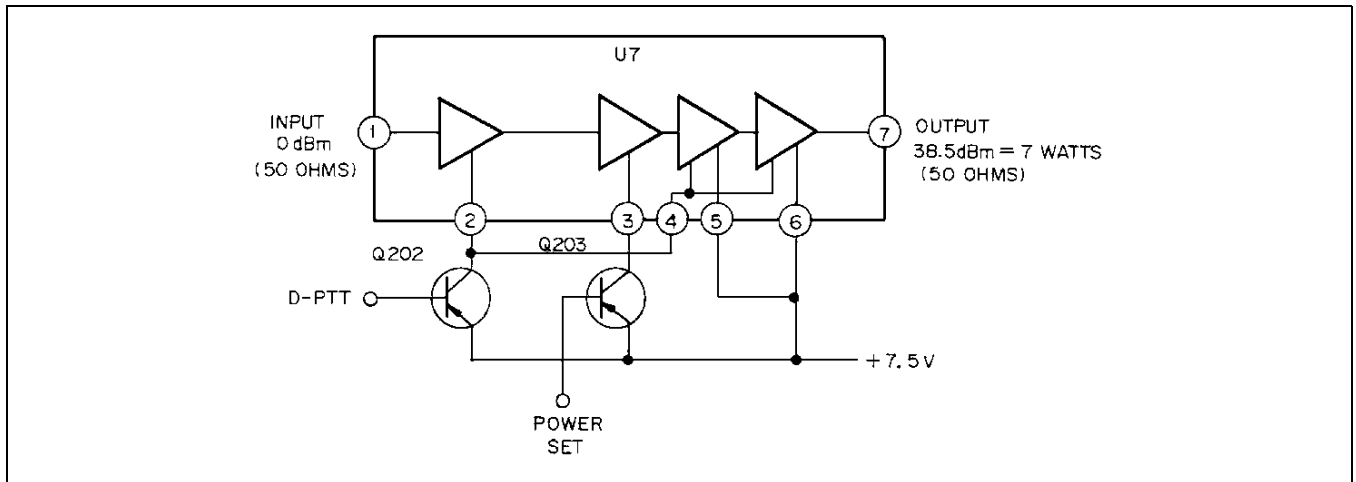 U7
INPUT
0 dBm
(50 OHMS)
1
7
OUTPUT
38.5dBm = 7 WATTS
(50 OHMS)
2
3
4
5
6
Q202
Q203
D-PTT
+7.5V
POWER
SET